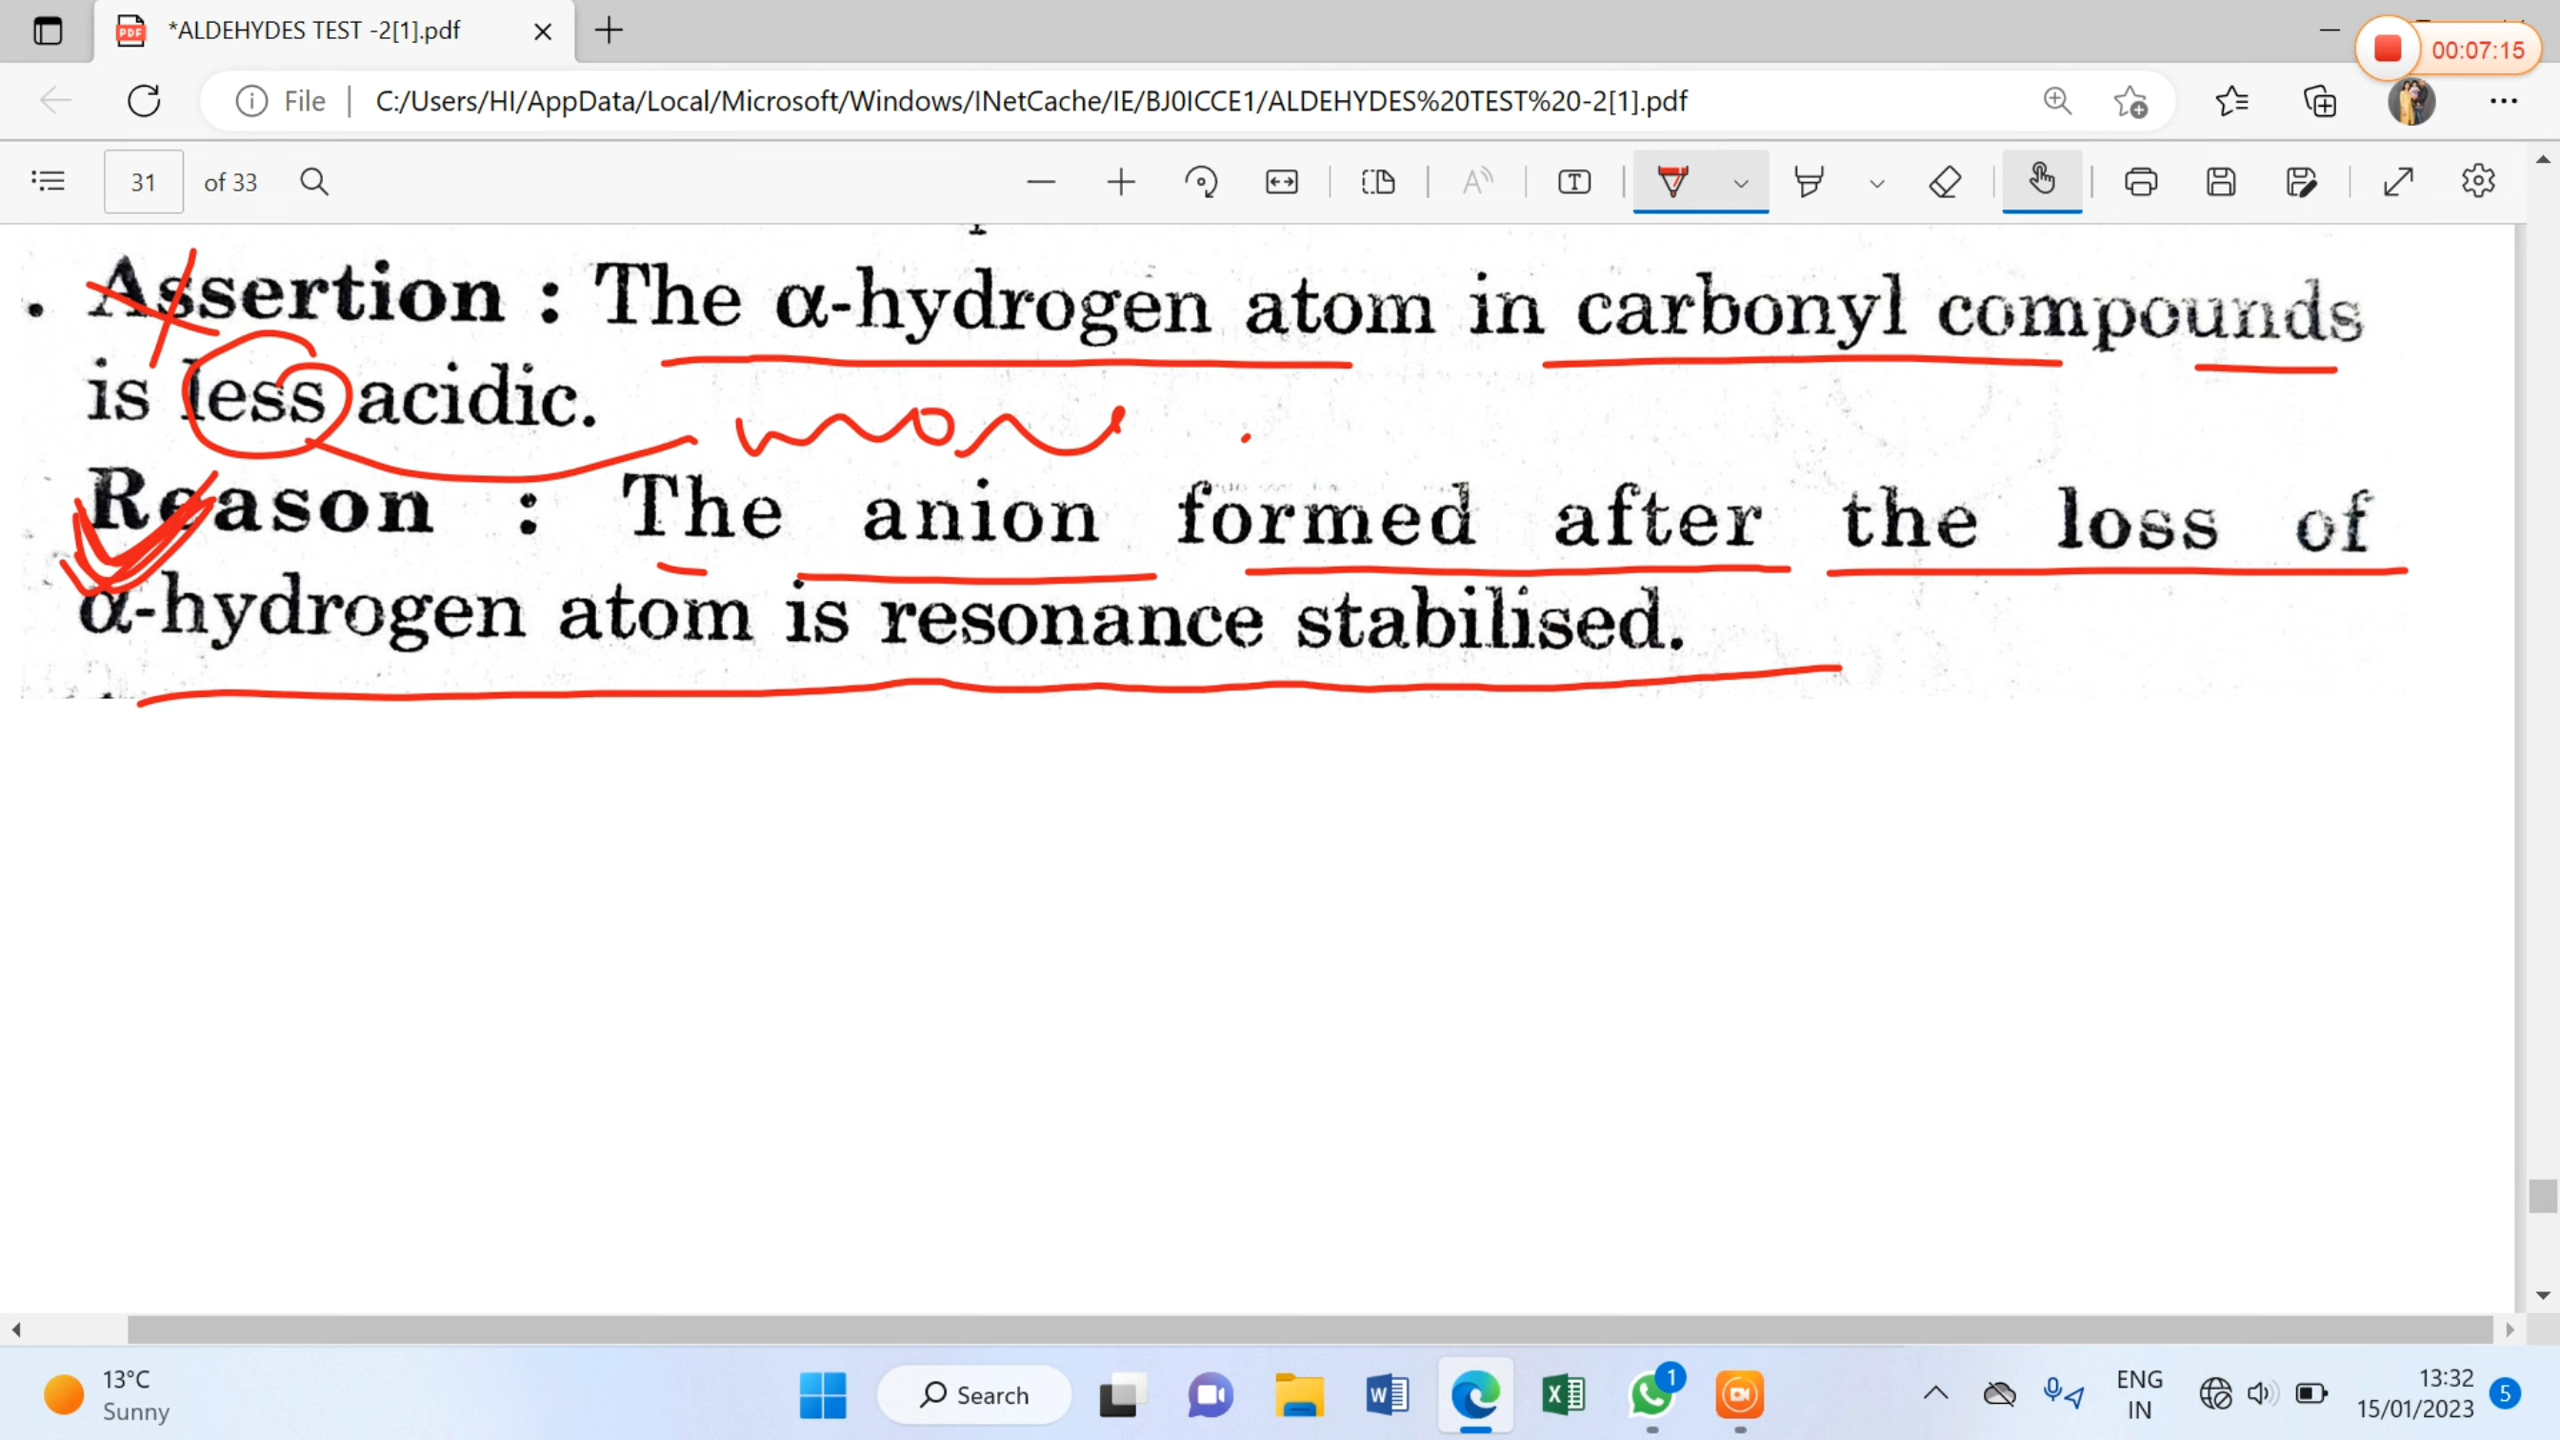 *ALDEHYDES TEST -2[1].pdf
00:07:15
File | C:/Users/HI/AppData/Local/Microsoft/Windows/INetCache/IE/BJ0ICCE1/ALDEHYDES%20TEST%20-2[1].pdf
31 of 33
. Assertion : The α-hydrogen atom in carbonyl compounds
is less acidic.
more
Reason : The anion formed after the loss of
α-hydrogen atom is resonance stabilised.
13°C
Sunny
Search
1
ENG
IN
13:32
15/01/2023
5